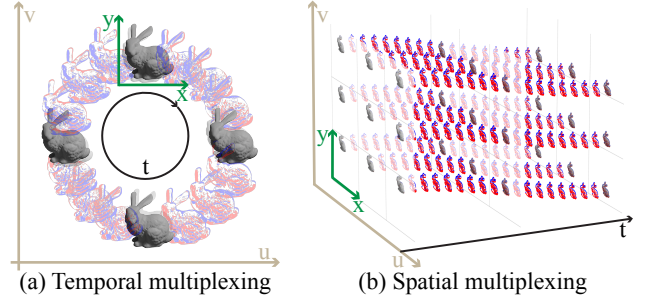 v
y
x
t
u
(a) Temporal multiplexing
v
y
x
u
t
(b) Spatial multiplexing